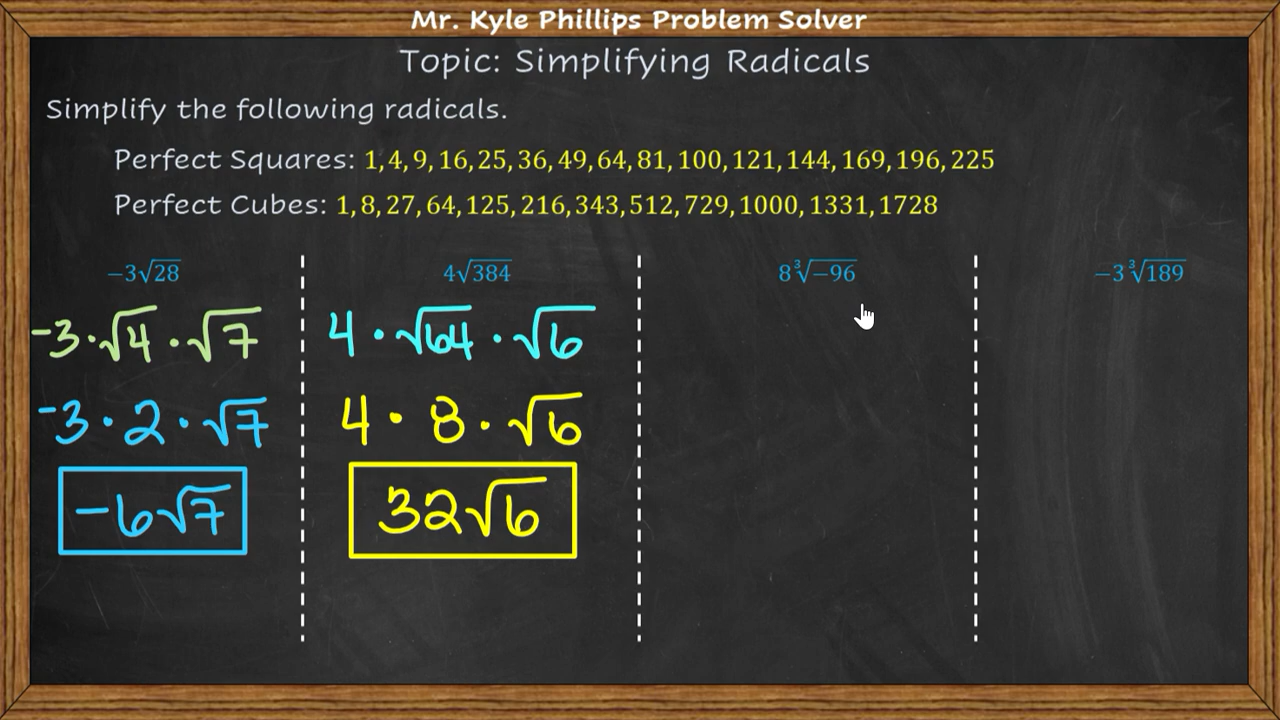 Mr. Kyle Phillips Problem Solver
Topic: Simplifying Radicals
Simplify the following radicals.
Perfect Squares: 1, 4, 9, 16, 25, 36, 49, 64, 81, 100, 121, 144, 169, 196, 225
Perfect Cubes: 1, 8, 27, 64, 125, 216, 343, 512, 729, 1000, 1331, 1728
−3√28
-3·√4·√7
-3·2·√7
-6√7
4√384
4·√64·√6
4·8·√6
32√6
8∛−96
−3∛189